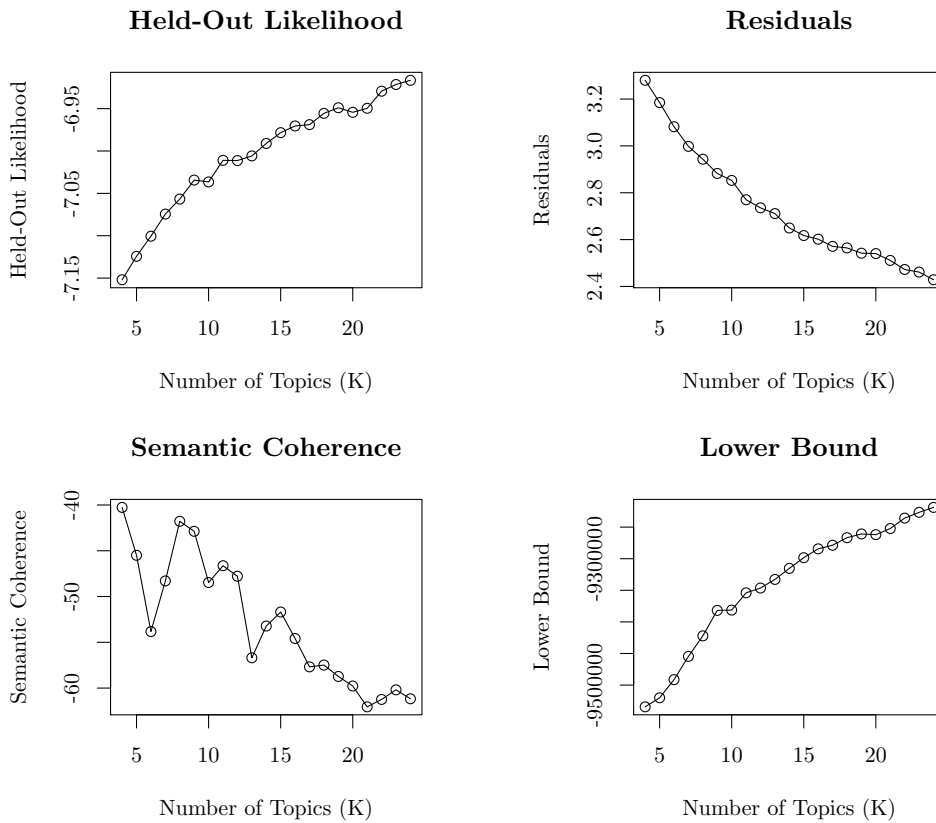 Held-Out Likelihood
Held-Out Likelihood
-6.95
-7.05
-7.15
5 10 15 20
Number of Topics (K)
Residuals
Residuals
3.2
3.0
2.8
2.6
2.4
5 10 15 20
Number of Topics (K)
Semantic Coherence
Semantic Coherence
-40
-50
-60
5 10 15 20
Number of Topics (K)
Lower Bound
Lower Bound
-9300000
-9500000
5 10 15 20
Number of Topics (K)